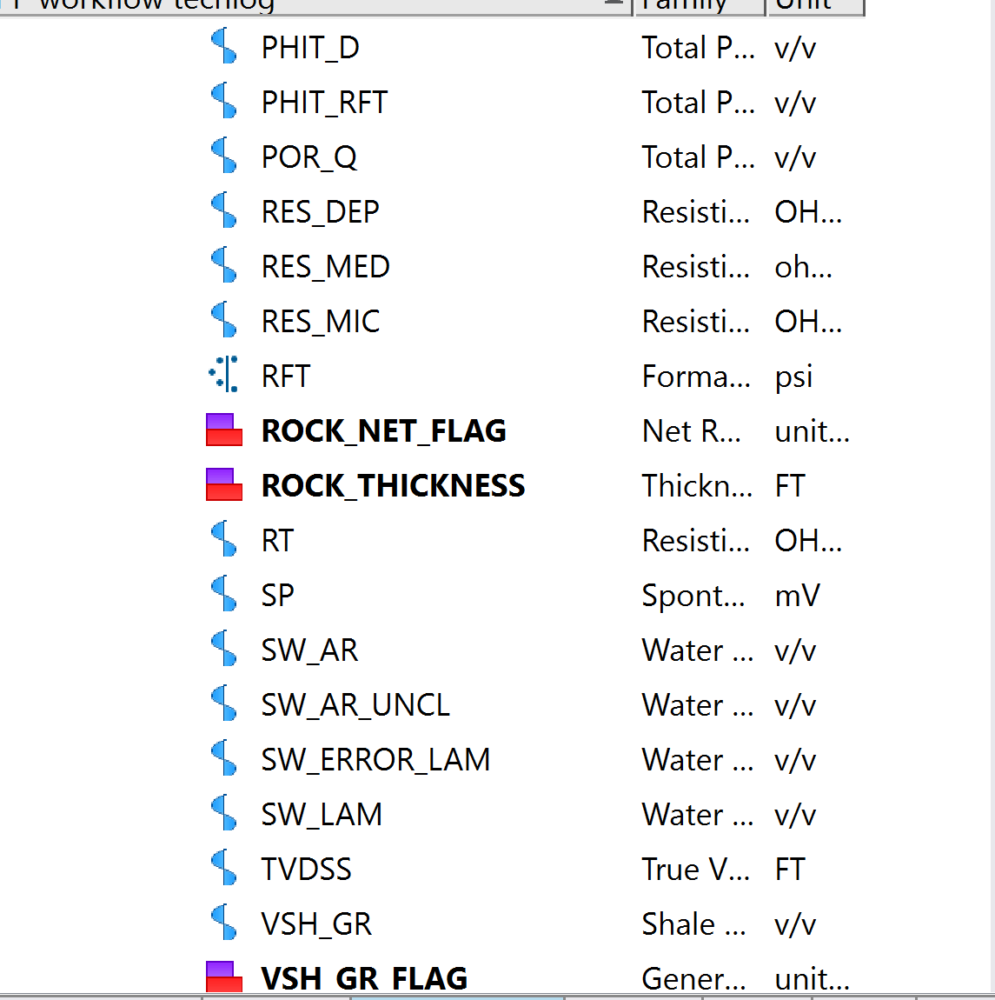 workflow techlog Family Unit
PHIT_D Total P... v/v
PHIT_RFT Total P... v/v
POR_Q Total P... v/v
RES_DEP Resisti... OH...
RES_MED Resisti... oh...
RES_MIC Resisti... OH...
RFT Forma... psi
ROCK_NET_FLAG Net R... unit...
ROCK_THICKNESS Thickn... FT
RT Resisti... OH...
SP Spont... mV
SW_AR Water ... v/v
SW_AR_UNCL Water ... v/v
SW_ERROR_LAM Water ... v/v
SW_LAM Water ... v/v
TVDSS True V... FT
VSH_GR Shale ... v/v
VSH_GR_FLAG Gener... unit...